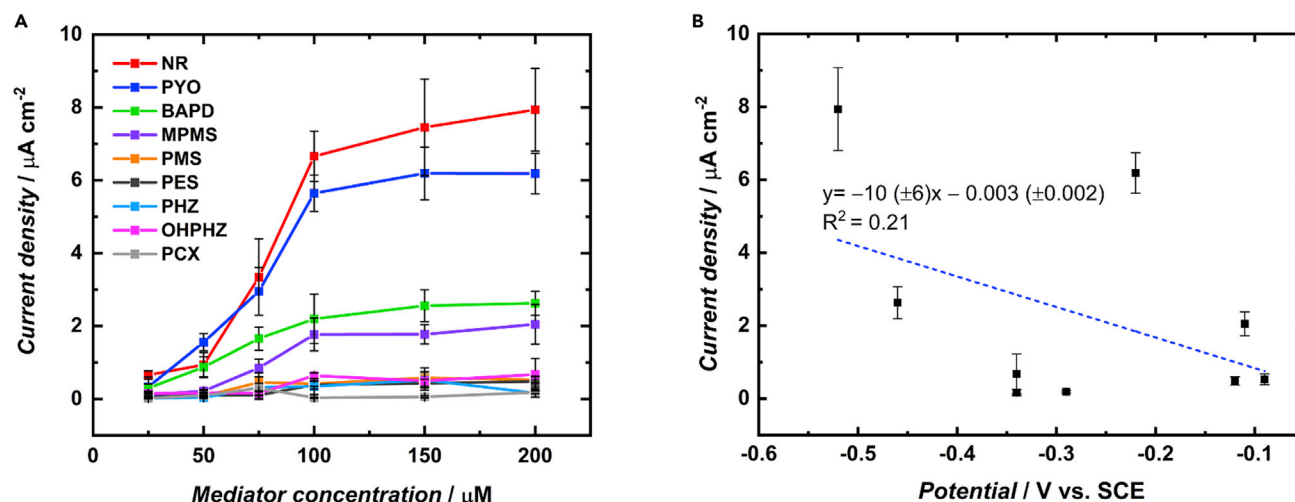 A
10
8
6
4
2
0
Current density / μA cm-2
NR
PYO
BAPD
MPMS
PMS
PES
PHZ
OHPHZ
PCX
0 50 100 150 200
Mediator concentration / μM
B
10
8
6
4
2
0
Current density / μA cm-2
y= −10 (±6)x − 0.003 (±0.002)
R2 = 0.21
-0.6 -0.5 -0.4 -0.3 -0.2 -0.1
Potential / V vs. SCE